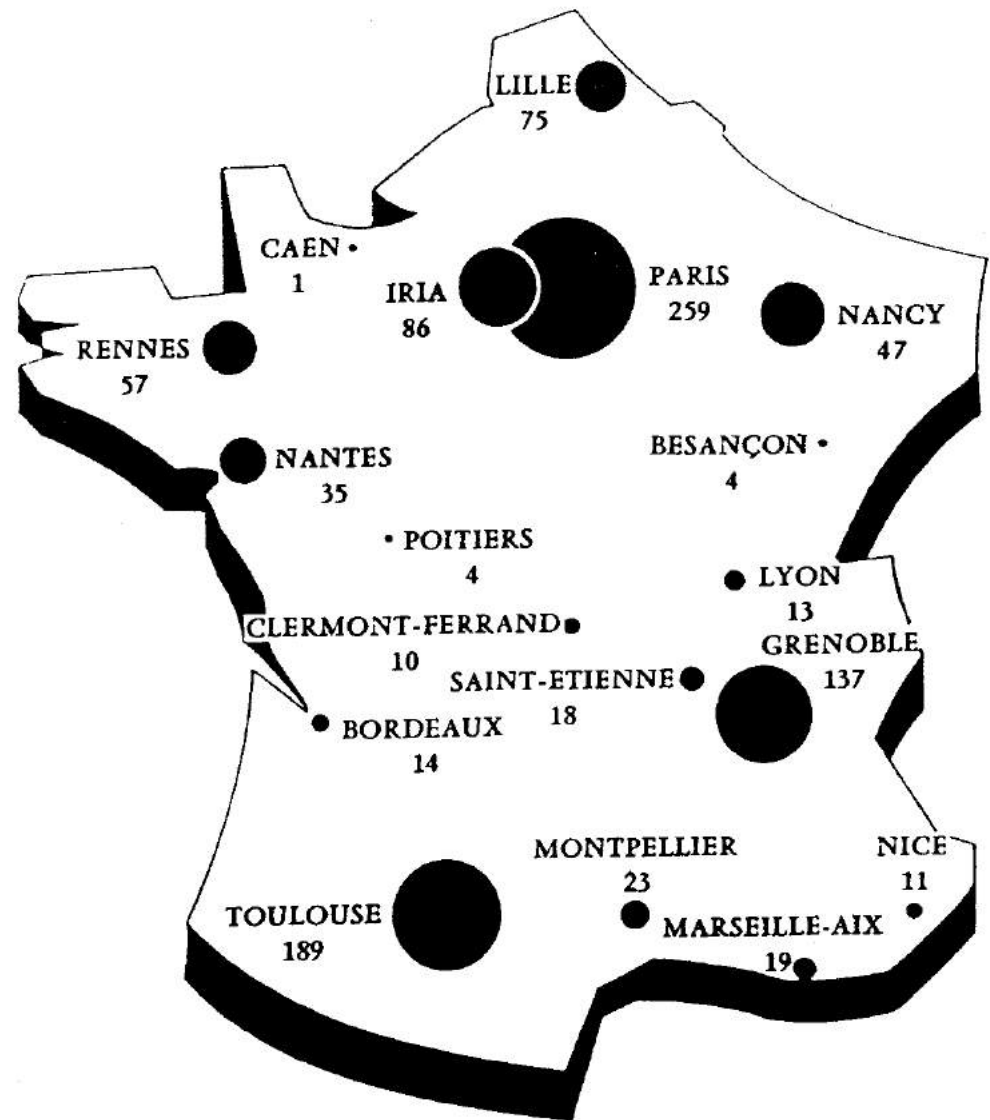 LILLE
75
CAEN
1
IRIA
86
PARIS
259
NANCY
47
RENNES
57
NANTES
35
BESANÇON
4
POITIERS
4
LYON
13
CLERMONT-FERRAND
10
GRENOBLE
137
SAINT-ETIENNE
18
BORDEAUX
14
MONTPELLIER
23
NICE
11
TOULOUSE
189
MARSEILLE-AIX
19